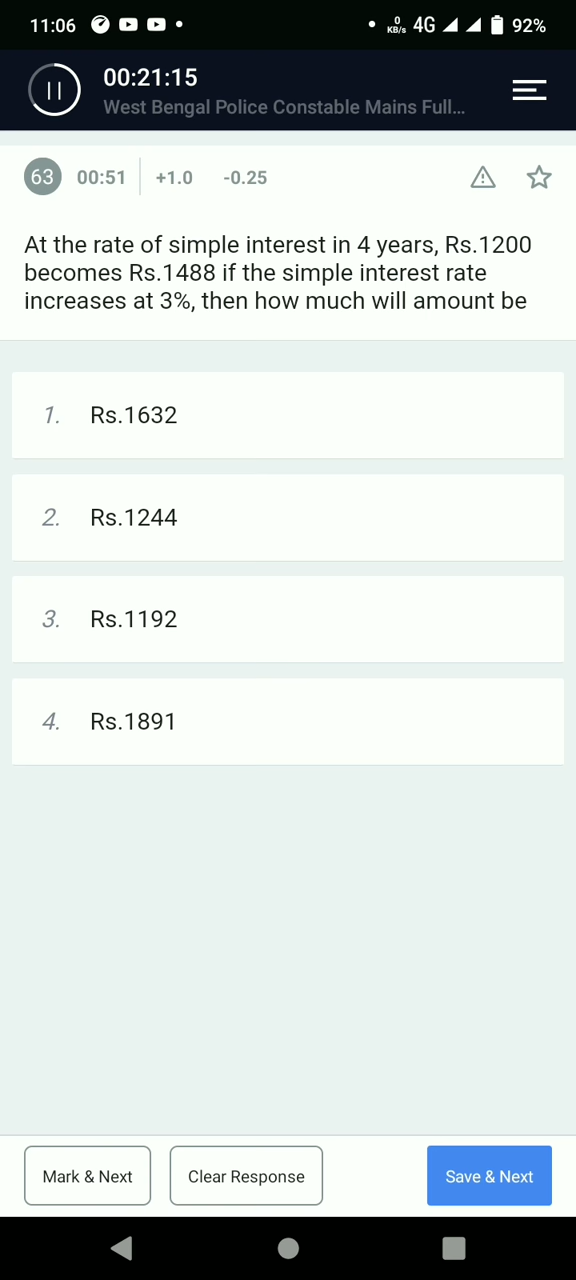 11:06 0 KB/s 4G 92%
00:21:15
West Bengal Police Constable Mains Full...
63 00:51 +1.0 -0.25
At the rate of simple interest in 4 years, Rs.1200
becomes Rs.1488 if the simple interest rate
increases at 3%, then how much will amount be
1. Rs.1632
2. Rs.1244
3. Rs.1192
4. Rs.1891
Mark & Next Clear Response Save & Next